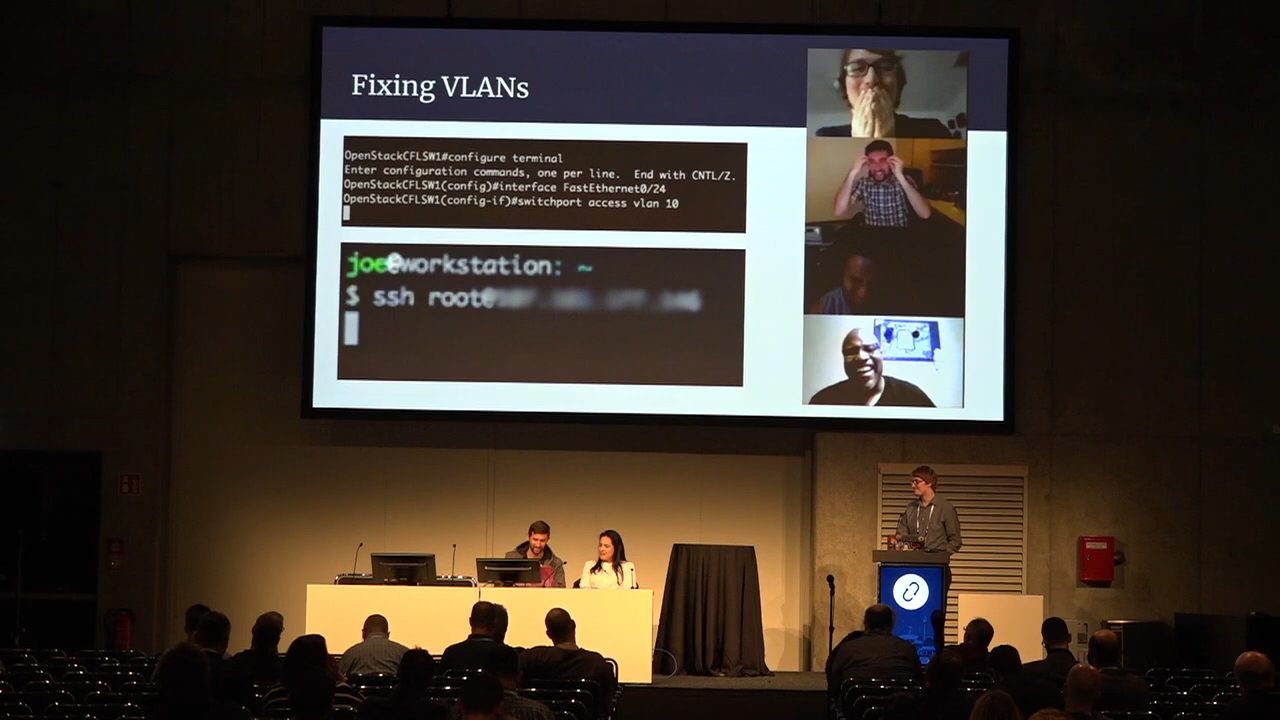 Fixing VLANs
OpenStackCFLSW1#configure terminal
Enter configuration commands, one per line.  End with CNTL/Z.
OpenStackCFLSW1(config)#interface FastEthernet0/24
OpenStackCFLSW1(config-if)#switchport access vlan 10
joe@workstation: ~
$ ssh root@